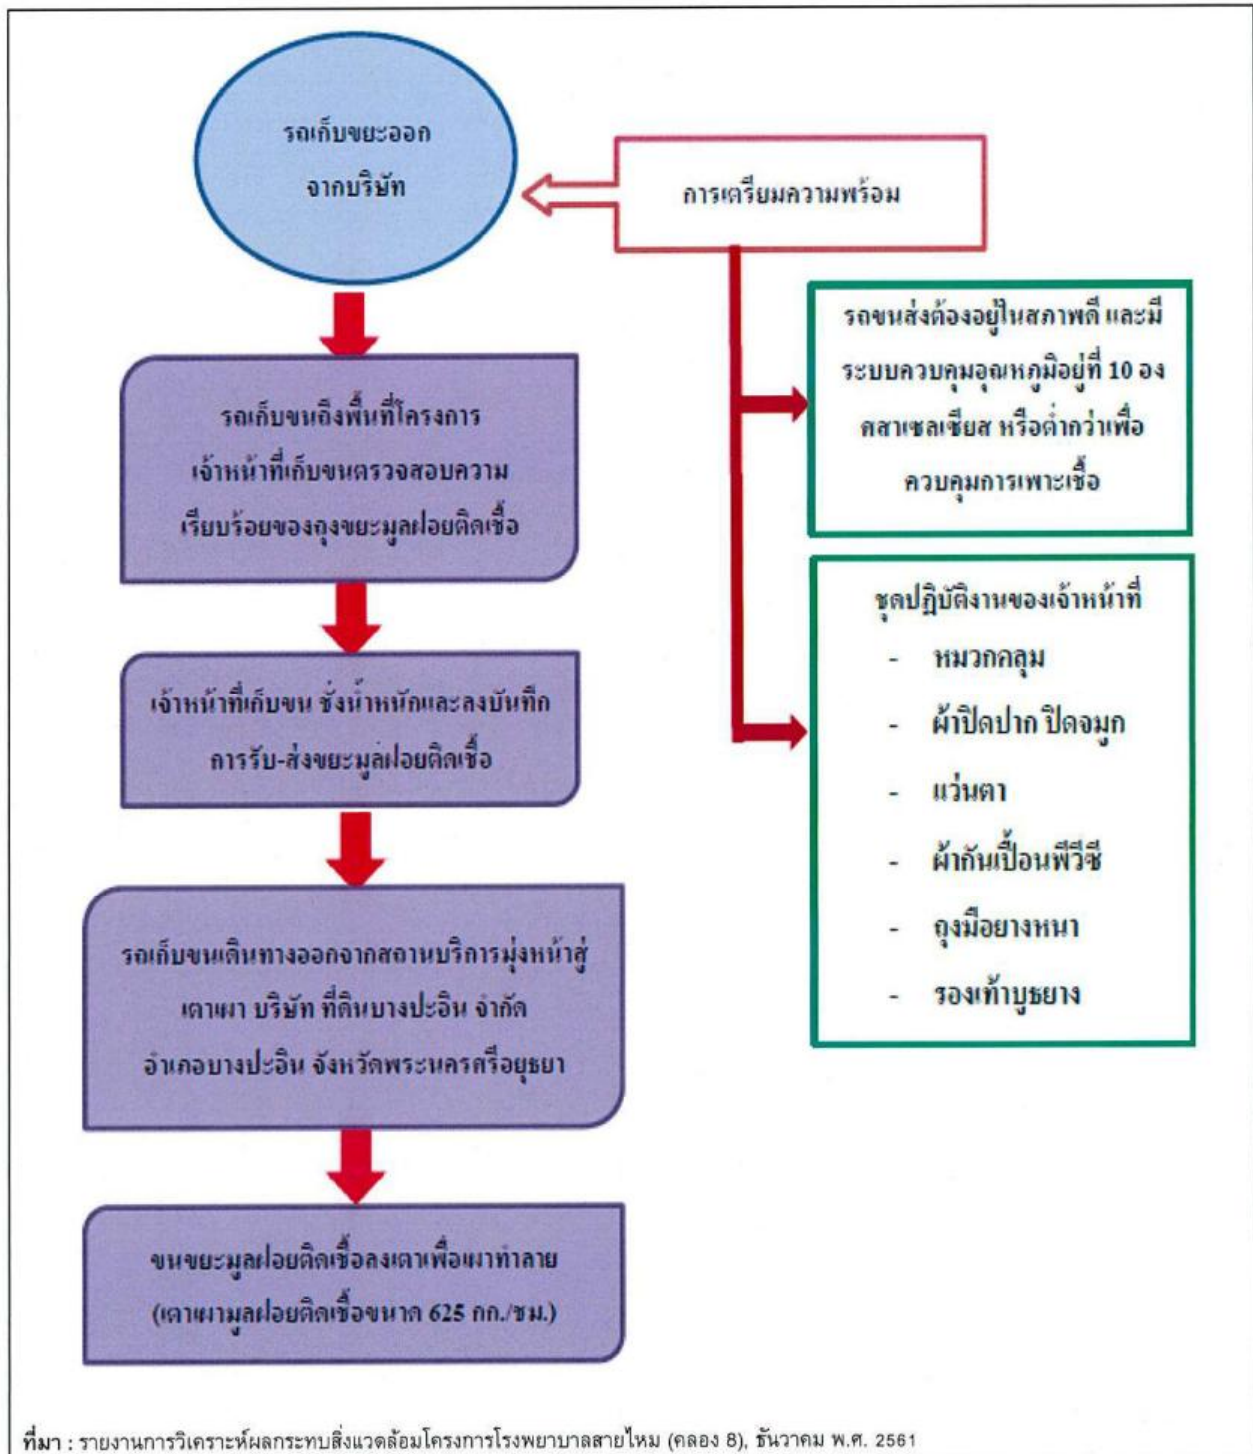 รถเก็บขยะออก
จากบริษัท
การเตรียมความพร้อม
รถขนส่งต้องอยู่ในสภาพดี และมี
ระบบควบคุมอุณหภูมิอยู่ที่ 10 อง
ศสาเซลเซียส หรือต่ำกว่าเพื่อ
ควบคุมการเพาะเชื้อ
ชุดปฏิบัติงานของเจ้าหน้าที่
- หมวกคลุม
- ผ้าปิดปาก ปิดจมูก
- แว่นตา
- ผ้ากันเปื้อนพีวีซี
- ถุงมือยางหนา
- รองเท้าบูธยาง
รถเก็บขนถึงพื้นที่โครงการ
เจ้าหน้าที่เก็บขนตรวจสอบความ
เรียบร้อยของถุงขยะมูลฝอยติดเชื้อ
เจ้าหน้าที่เก็บขน ชั่งน้ำหนักและลงบันทึก
การรับ-ส่งขยะมูลฝอยติดเชื้อ
รถเก็บขนเดินทางออกจากสถานบริการมุ่งหน้าสู่
เตาเผา บริษัท ที่ดินบางปะอิน จำกัด
อำเภอบางปะอิน จังหวัดพระนครศรีอยุธยา
ขนขยะมูลฝอยติดเชื้อลงเตาเพื่อเผาทำลาย
(เตาเผามูลฝอยติดเชื้อขนาด 625 กก./ชม.)
ที่มา : รายงานการวิเคราะห์ผลกระทบสิ่งแวดล้อมโครงการโรงพยาบาลสายไหม (คลอง 8), ธันวาคม พ.ศ. 2561